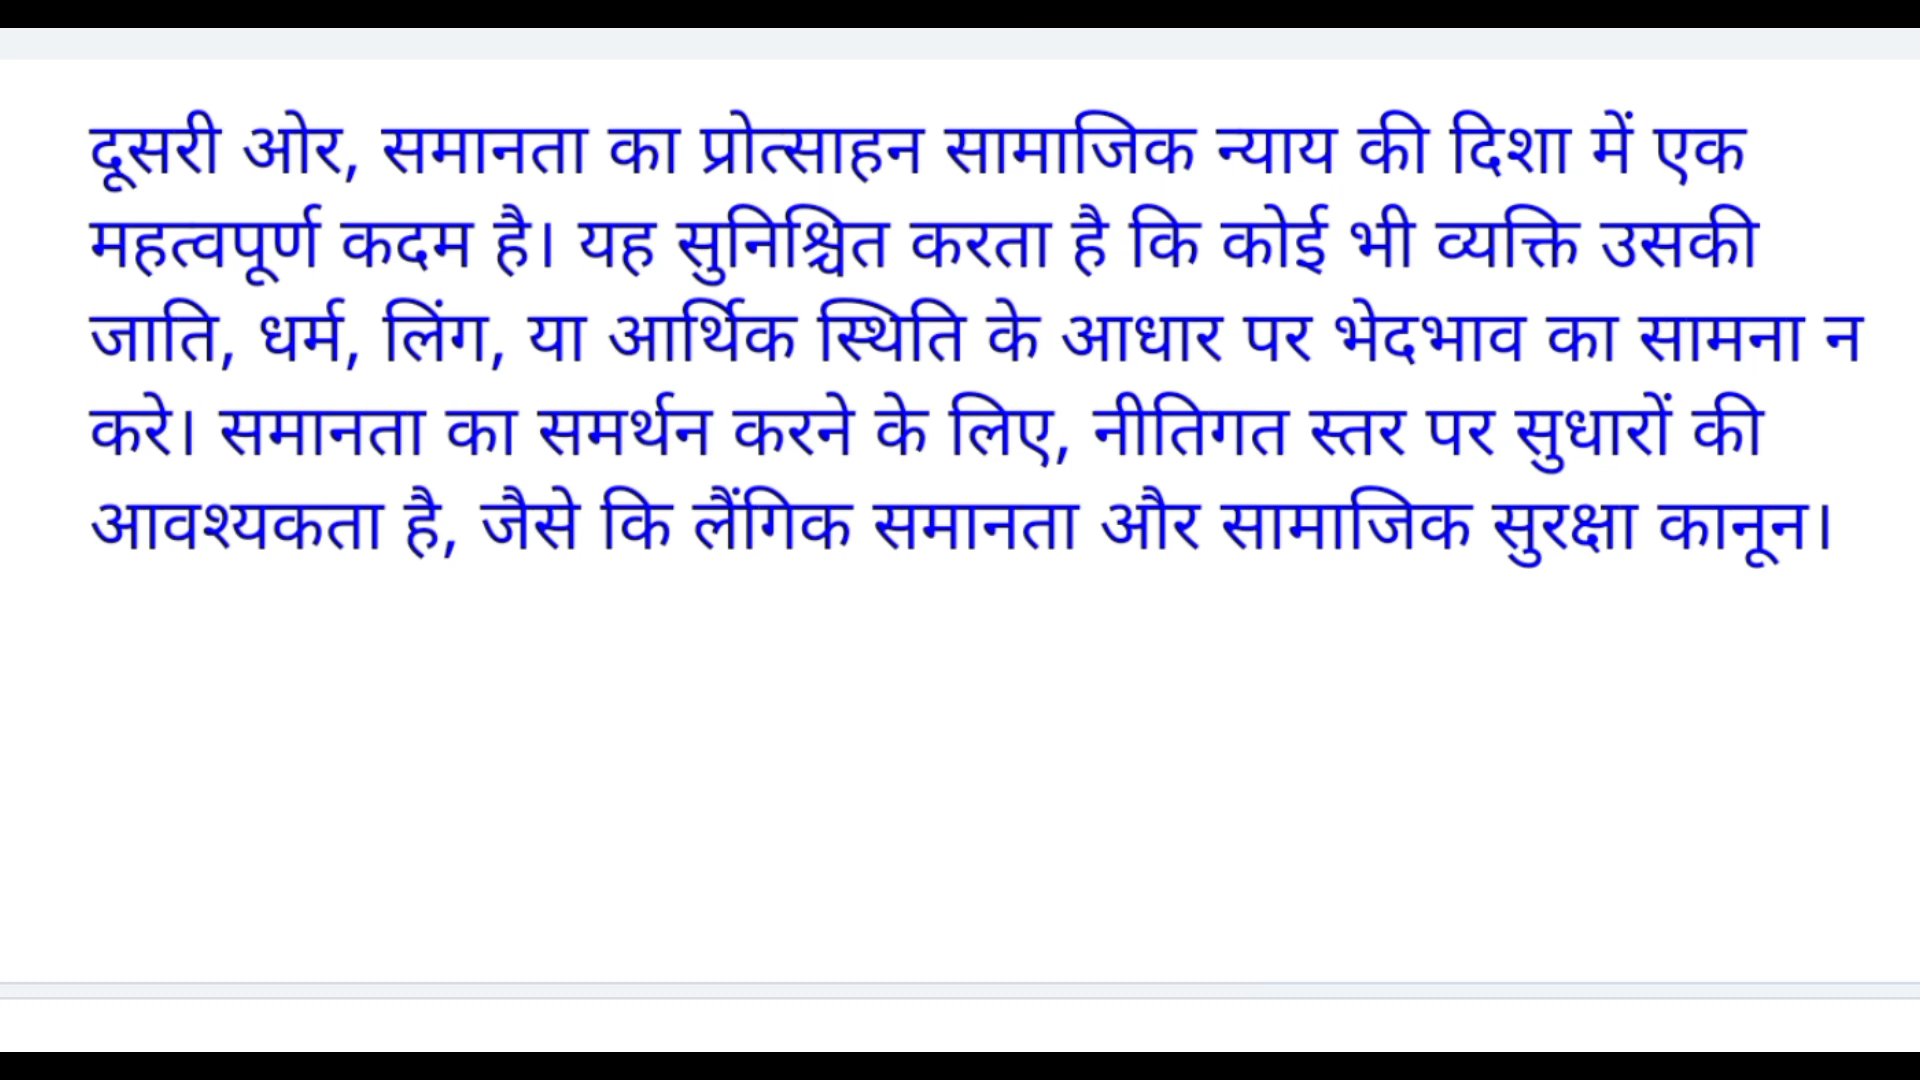 दूसरी ओर, समानता का प्रोत्साहन सामाजिक न्याय की दिशा में एक
महत्वपूर्ण कदम है। यह सुनिश्चित करता है कि कोई भी व्यक्ति उसकी
जाति, धर्म, लिंग, या आर्थिक स्थिति के आधार पर भेदभाव का सामना न
करे। समानता का समर्थन करने के लिए, नीतिगत स्तर पर सुधारों की
आवश्यकता है, जैसे कि लैंगिक समानता और सामाजिक सुरक्षा कानून।